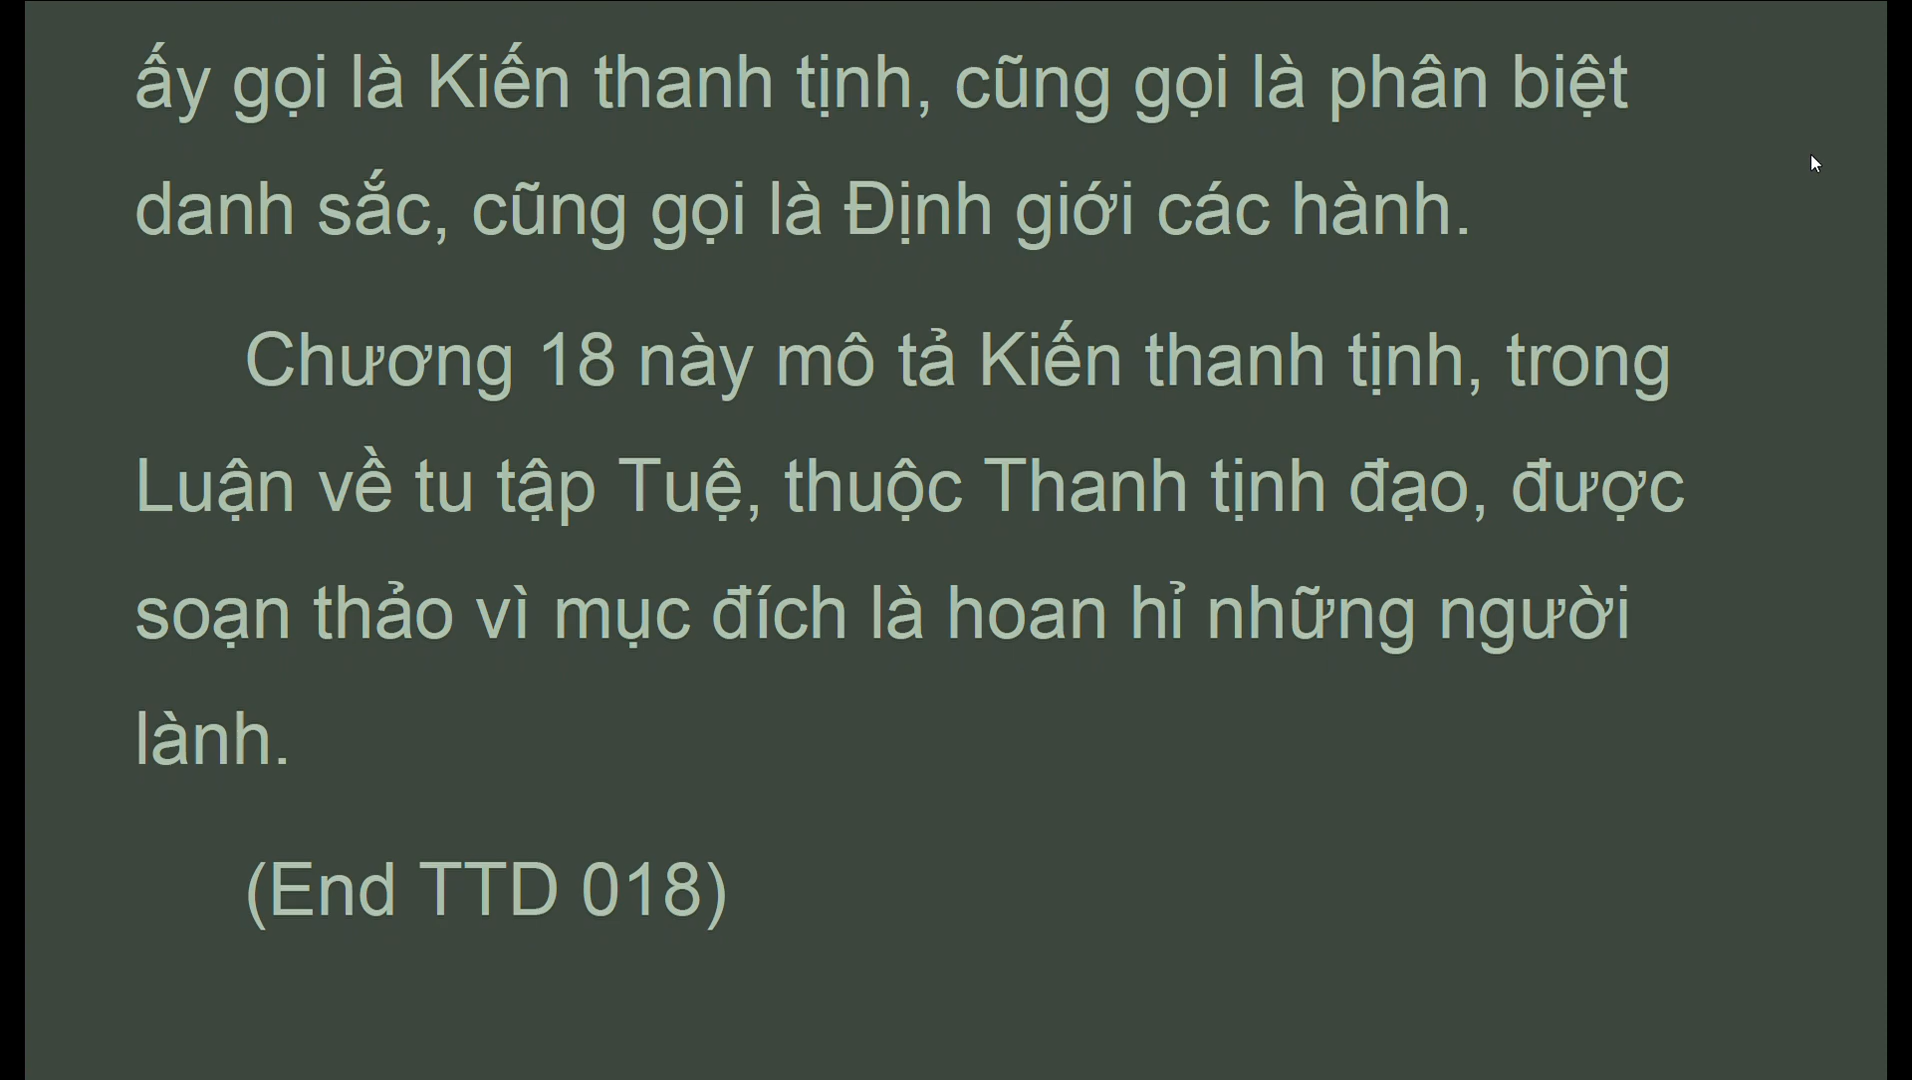 ấy gọi là Kiến thanh tịnh, cũng gọi là phân biệt
danh sắc, cũng gọi là Định giới các hành.
Chương 18 này mô tả Kiến thanh tịnh, trong
Luận về tu tập Tuệ, thuộc Thanh tịnh đạo, được
soạn thảo vì mục đích là hoan hỉ những người
lành.
(End TTD 018)